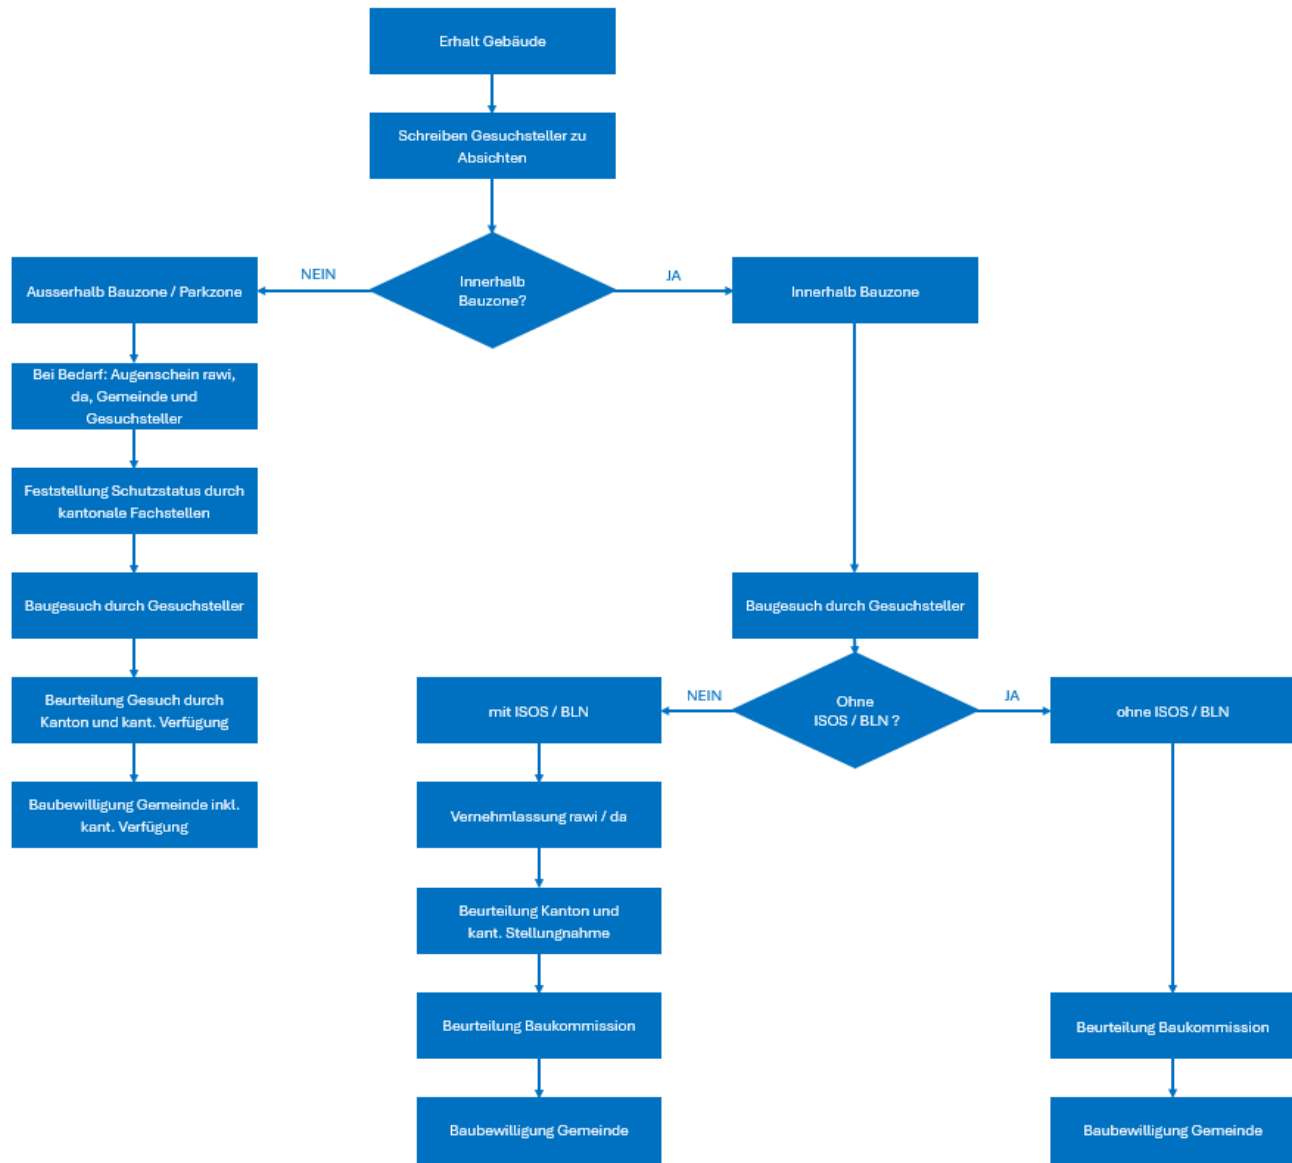 Erhalt Gebäude
Schreiben Gesuchsteller zu
Absichten
Innerhalb
Bauzone?
NEIN
JA
Ausserhalb Bauzone / Parkzone
Innerhalb Bauzone
Bei Bedarf: Augenschein rawi,
da, Gemeinde und
Gesuchsteller
Feststellung Schutzstatus durch
kantonale Fachstellen
Baugesuch durch Gesuchsteller
Beurteilung Gesuch durch
Kanton und kant. Verfügung
Baubewilligung Gemeinde inkl.
kant. Verfügung
Baugesuch durch Gesuchsteller
Ohne
ISOS / BLN ?
NEIN
JA
mit ISOS / BLN
ohne ISOS / BLN
Vernehmlassung rawi / da
Beurteilung Kanton und
kant. Stellungnahme
Beurteilung Baukommission
Baubewilligung Gemeinde
Beurteilung Baukommission
Baubewilligung Gemeinde